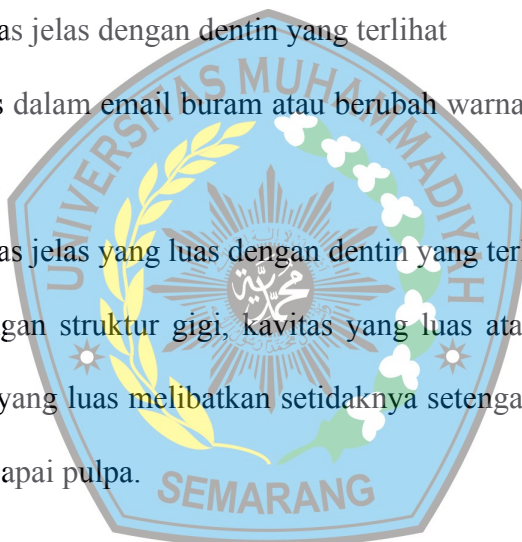 as jelas dengan dentin yang terlihat
s dalam email buram atau berubah warna
as jelas yang luas dengan dentin yang ter
gan struktur gigi, kavitas yang luas ata
yang luas melibatkan setidaknya setenga
apai pulpa.
UNIVERSITAS MUHAMMADIYAH
SEMARANG